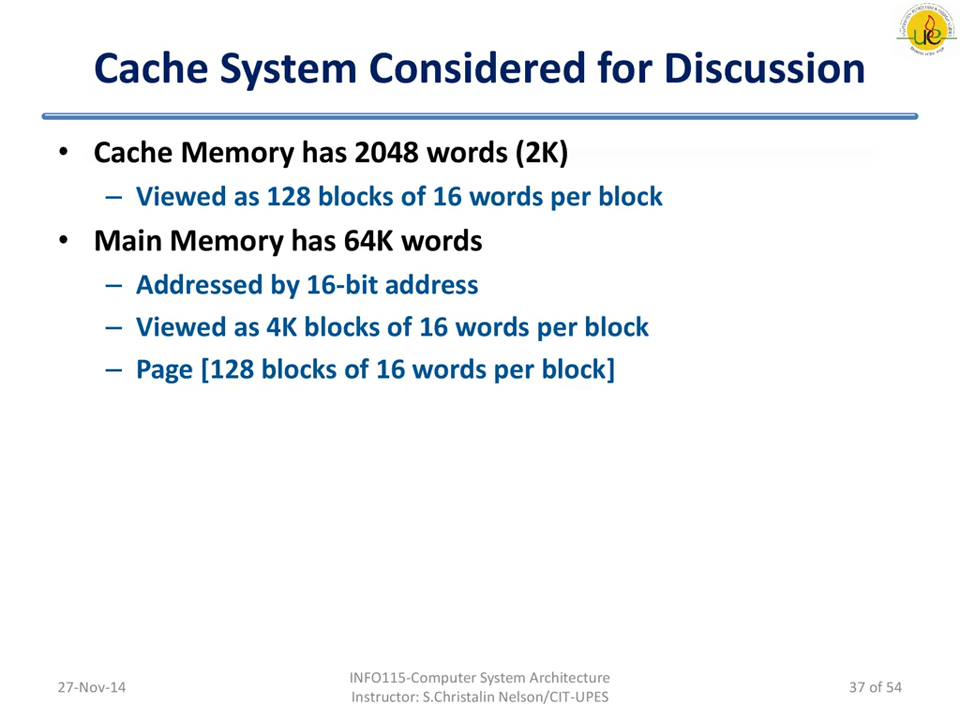 Cache System Considered for Discussion
• Cache Memory has 2048 words (2K)
– Viewed as 128 blocks of 16 words per block
• Main Memory has 64K words
– Addressed by 16-bit address
– Viewed as 4K blocks of 16 words per block
– Page [128 blocks of 16 words per block]
27-Nov-14
INFO115-Computer System Architecture
Instructor: S.Christalin Nelson/CIT-UPES
37 of 54